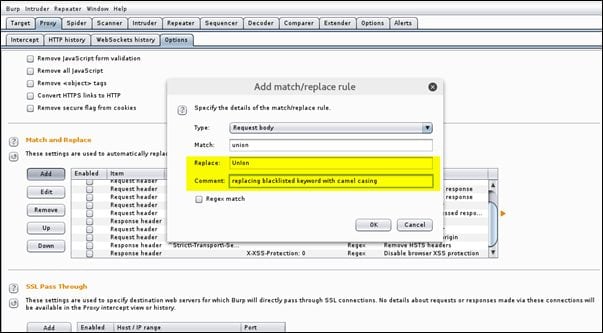 Burp Intruder Repeater Window Help
Target Proxy Spider Scanner Intruder Repeater Sequencer Decoder Comparer Extender Options Alerts
Intercept HTTP history WebSockets history Options
Remove JavaScript form validation
Remove all JavaScript
Remove <object> tags
Convert HTTPS links to HTTP
Remove secure flag from cookies
Add match/replace rule
? Specify the details of the match/replace rule.
Type: Request body
Match: union
Replace: UnIon
Comment: replacing blacklisted keyword with camel casing
Regex match
OK Cancel
? Match and Replace
These settings are used to automatically replac
Add Enabled Item
Edit Request header response
Request header
Remove Request header response
Request header
Up Response header ssed respo...
Request header
Down Request header origin
Response header ^Strict\-Transport\-Se... Regex Remove HSTS headers
Response header X-XSS-Protection: 0 Regex Disable browser XSS protection
? SSL Pass Through
These settings are used to specify destination web servers for which Burp will directly pass through SSL connections. No details about requests or responses made via these connections will
be available in the Proxy intercept view or history.
Add Enabled Host / IP range Port